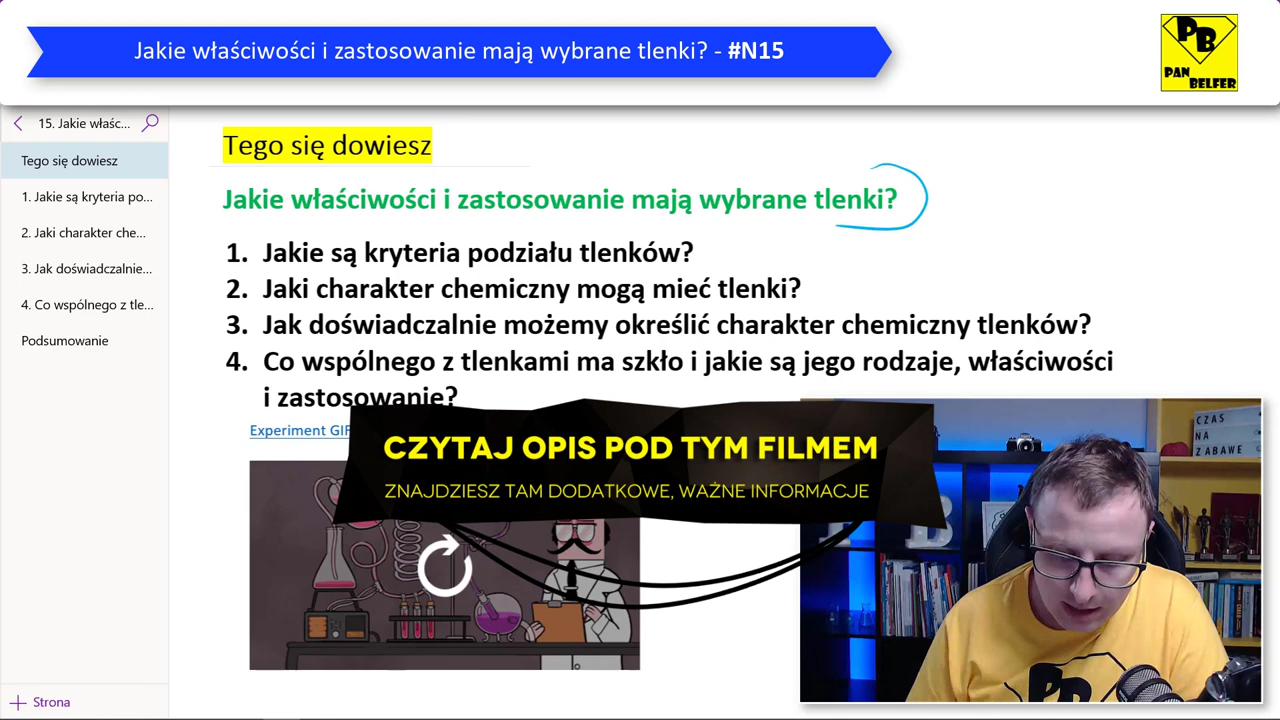 Jakie właściwości i zastosowanie mają wybrane tlenki? - #N15
PB
PAN
BELFER
15. Jakie właśc...
Tego się dowiesz
1. Jakie są kryteria po...
2. Jaki charakter che...
3. Jak doświadczalnie...
4. Co wspólnego z tle...
Podsumowanie
Strona
Tego się dowiesz
Jakie właściwości i zastosowanie mają wybrane tlenki?
1. Jakie są kryteria podziału tlenków?
2. Jaki charakter chemiczny mogą mieć tlenki?
3. Jak doświadczalnie możemy określić charakter chemiczny tlenków?
4. Co wspólnego z tlenkami ma szkło i jakie są jego rodzaje, właściwości
i zastosowanie?
Experiment GIF
CZYTAJ OPIS POD TYM FILMEM
ZNAJDZIESZ TAM DODATKOWE, WAŻNE INFORMACJE
CZAS
NA
ZABAWE
B
PB